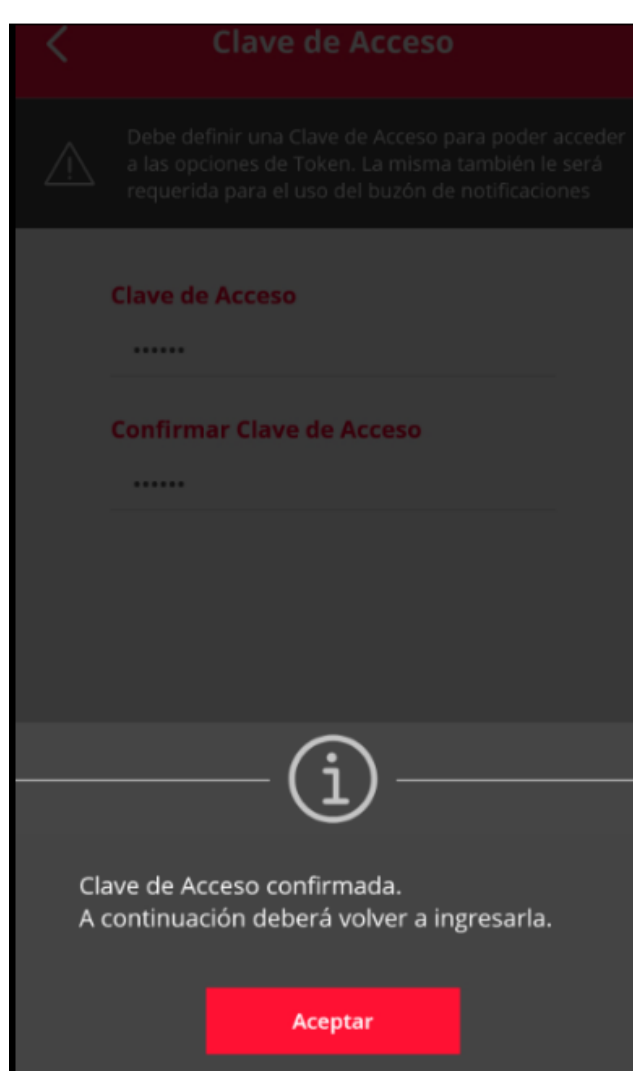 Clave de Acceso
Debe definir una Clave de Acceso para poder acceder
a las opciones de Token. La misma también le será
requerida para el uso del buzón de notificaciones
Clave de Acceso
••••••
Confirmar Clave de Acceso
••••••
Clave de Acceso confirmada.
A continuación deberá volver a ingresarla.
Aceptar